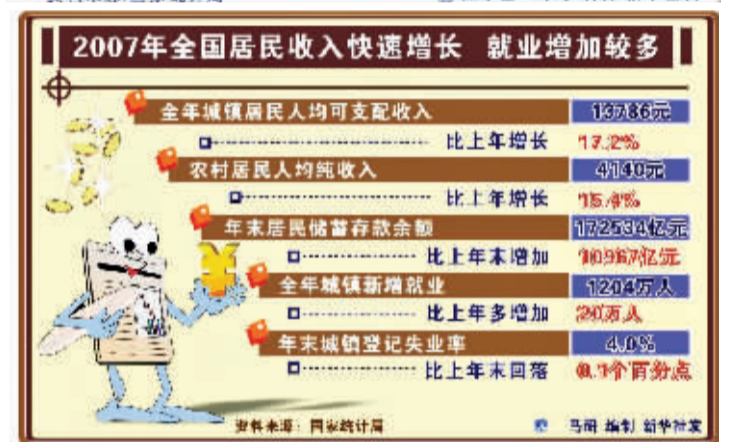 2007年全国居民收入快速增长 就业增加较多
全年城镇居民人均可支配收入 13786元
比上年增长 17.2%
农村居民人均纯收入 4140元
比上年增长 15.4%
年末居民储蓄存款余额 172534亿元
比上年末增加 10967亿元
全年城镇新增就业 1204万人
比上年多增加 20万人
年末城镇登记失业率 4.0%
比上年末回落 0.1个百分点
资料来源：国家统计局 马研 编制 新华社发